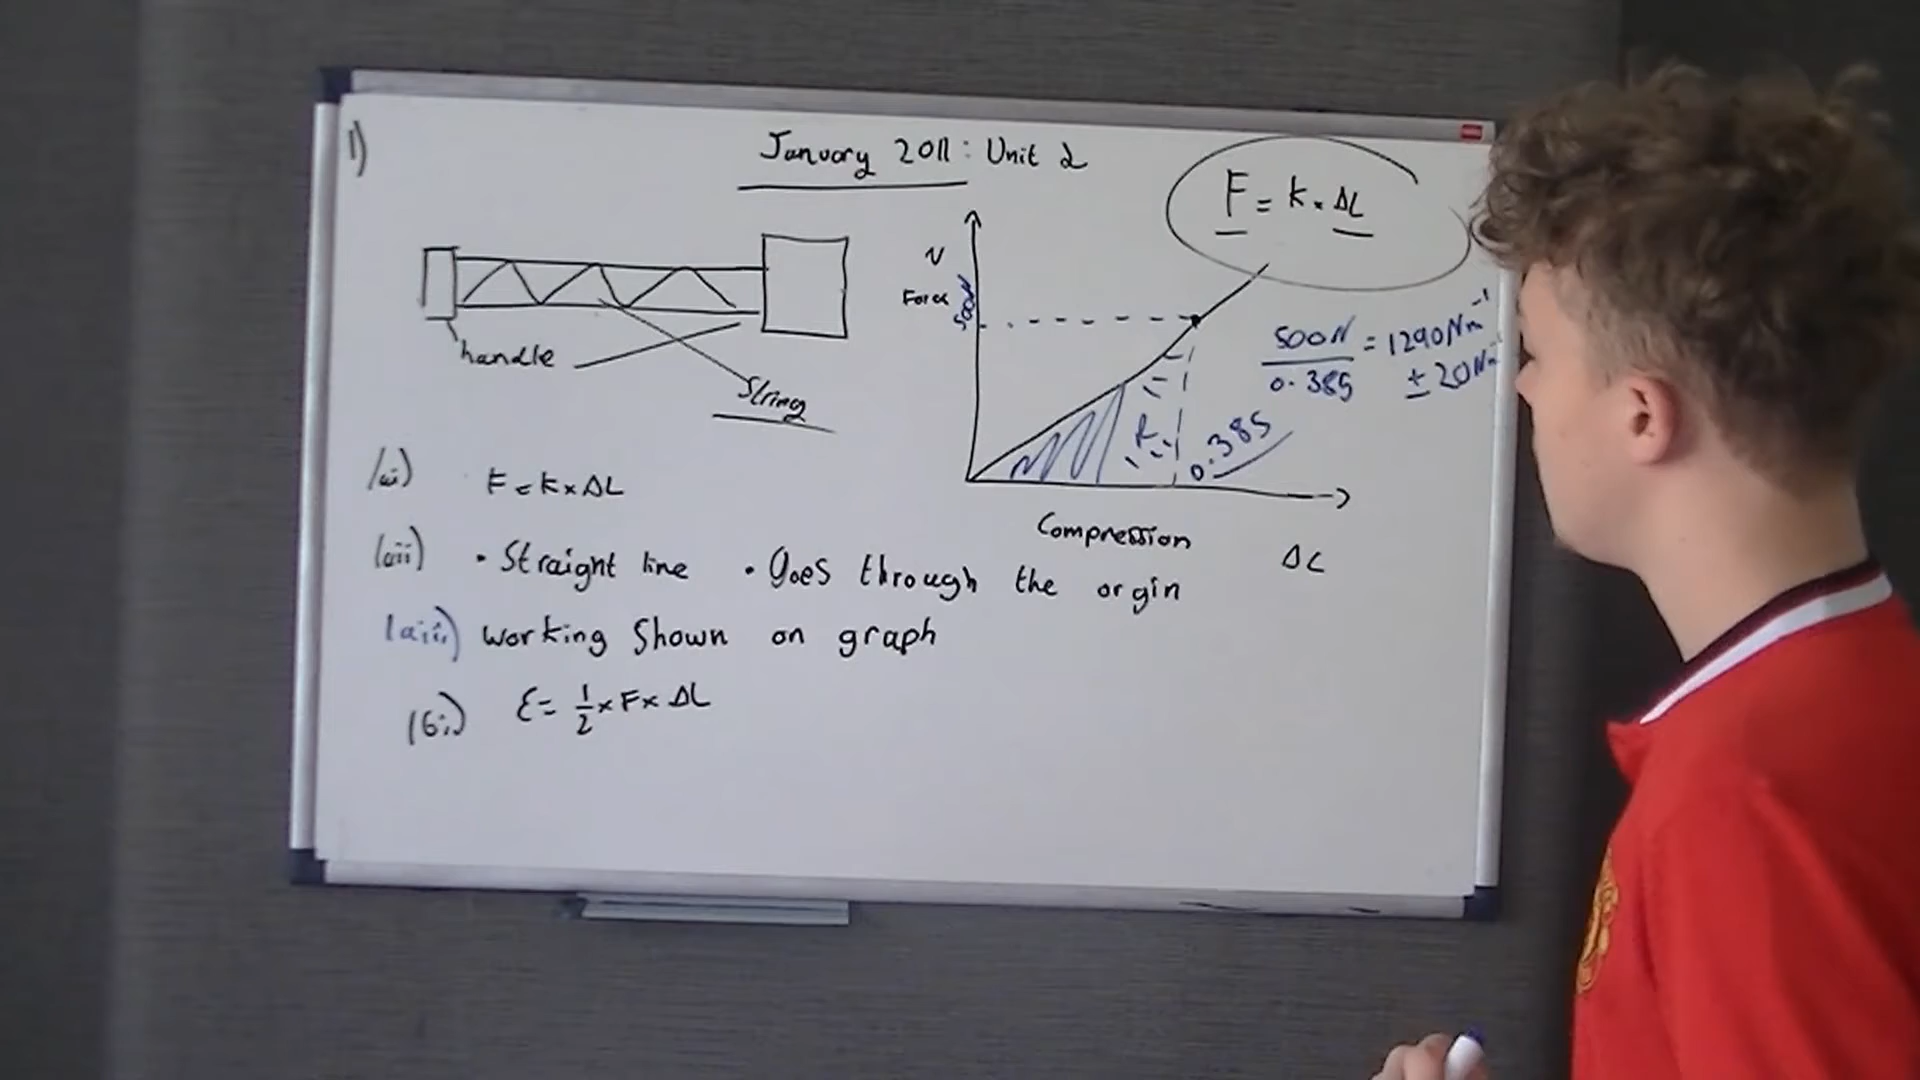 1)
January 2011: Unit 2
F = k × ΔL
N
Force
500N
500N / 0.385 = 1290Nm⁻¹
± 20Nm⁻
k
0.385
handle
String
Compression
ΔL
(ai) F = k × ΔL
(aii) • Straight line • Goes through the orgin
(aiii) working Shown on graph
(bi) E = 1/2 × F × ΔL